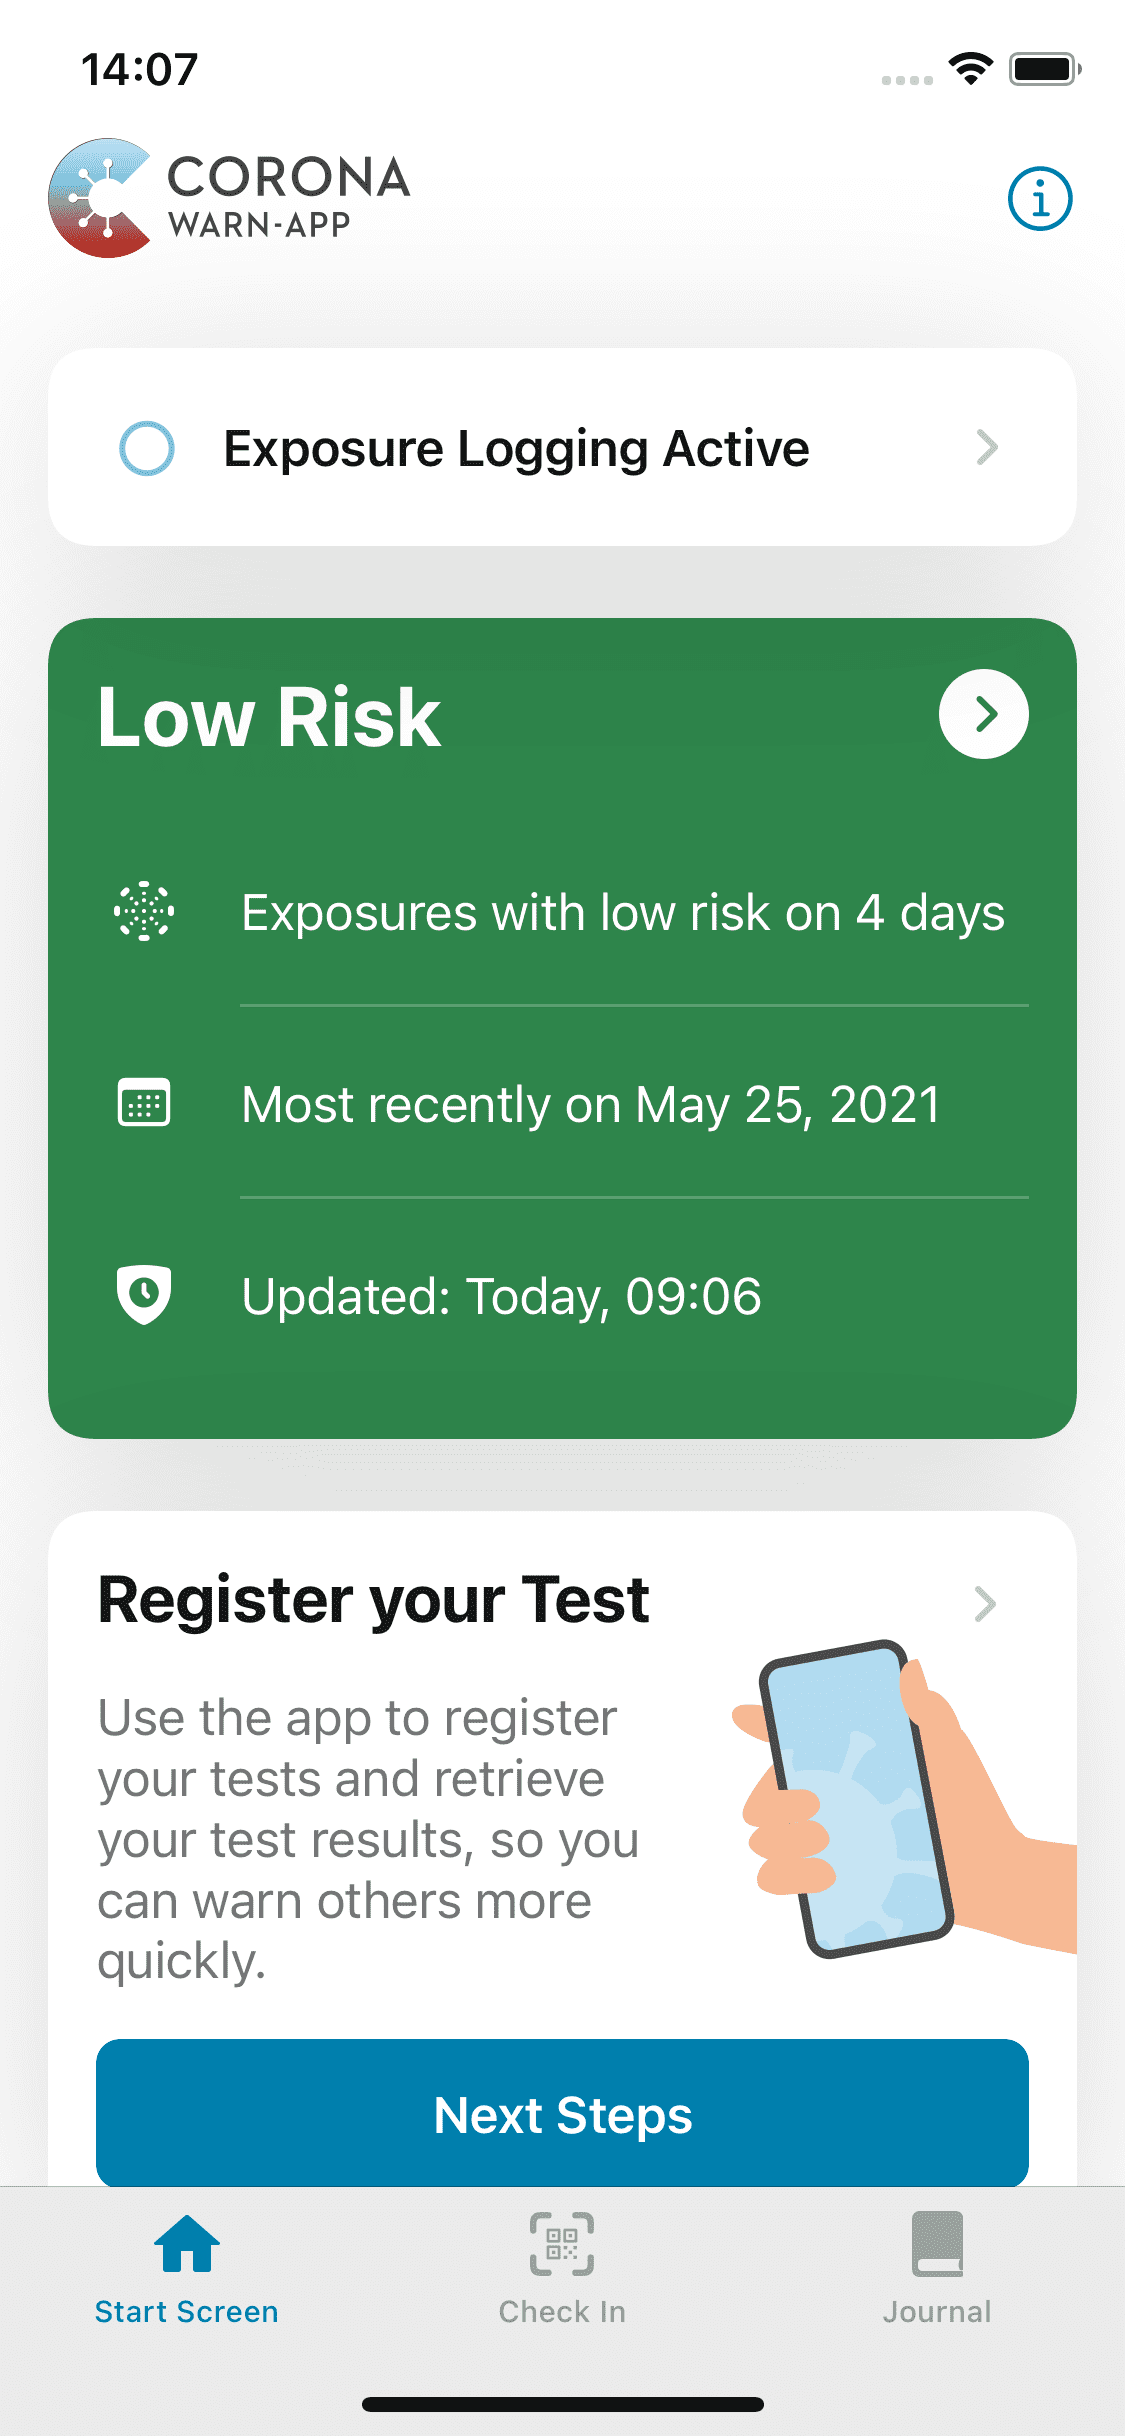 14:07
CORONA
WARN-APP
Exposure Logging Active
Low Risk
Exposures with low risk on 4 days
Most recently on May 25, 2021
Updated: Today, 09:06
Register your Test
Use the app to register
your tests and retrieve
your test results, so you
can warn others more
quickly.
Next Steps
Start Screen
Check In
Journal